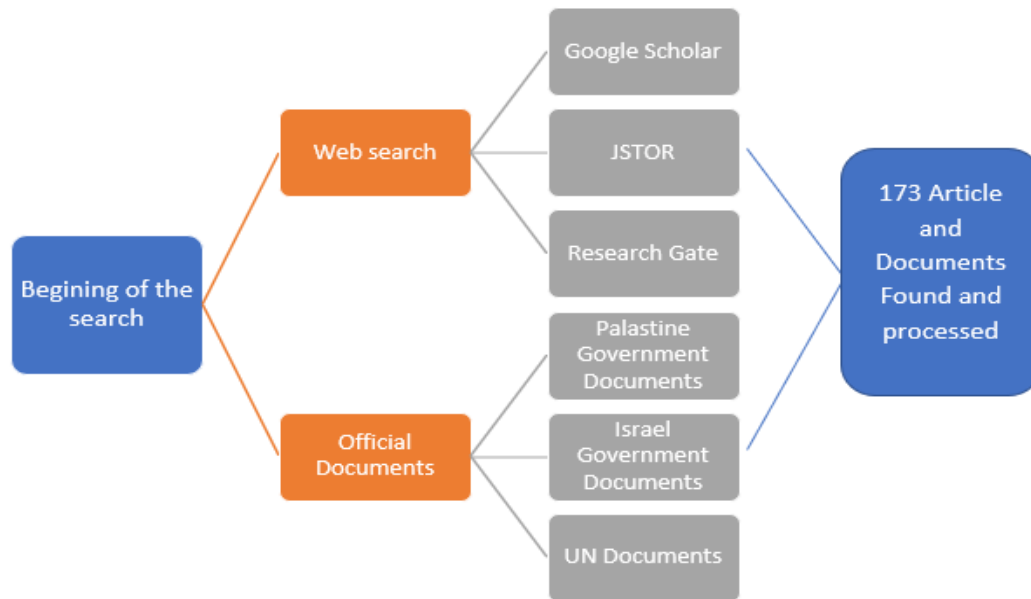 Begining of the
search
Web search
Official
Documents
Google Scholar
JSTOR
Research Gate
Palastine
Government
Documents
Israel
Government
Documents
UN Documents
173 Article
and
Documents
Found and
processed